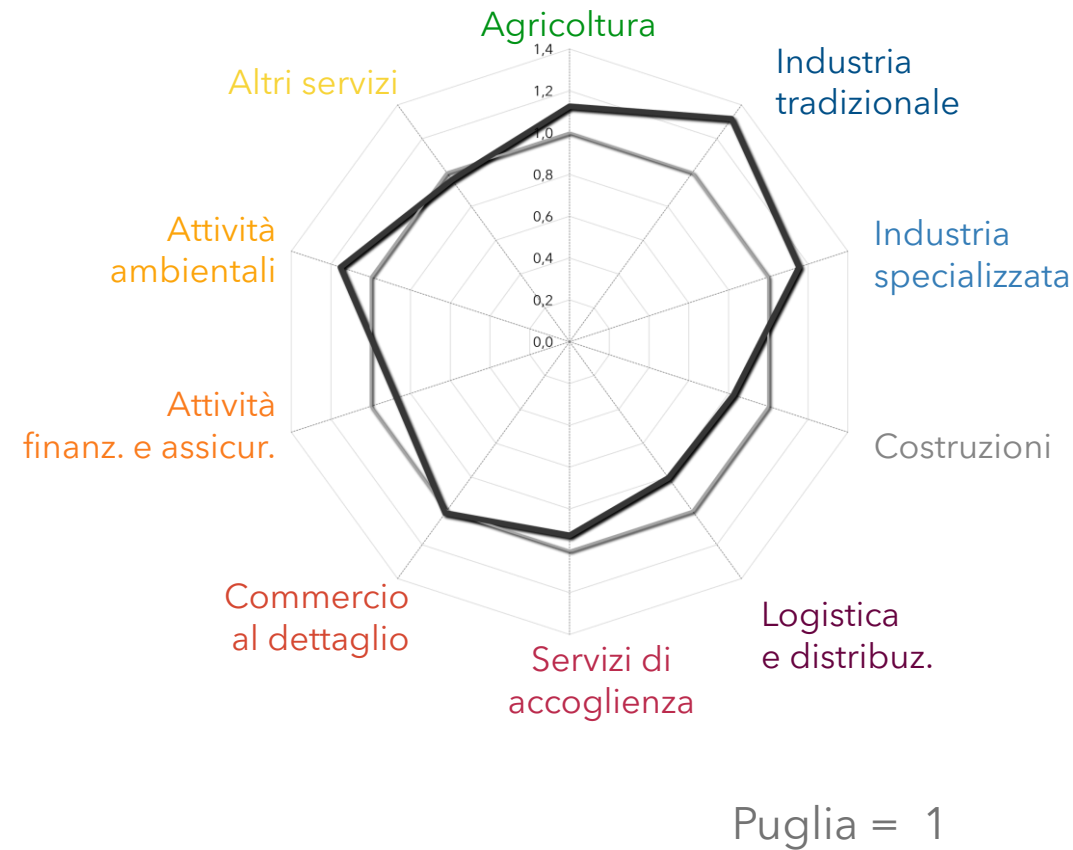 Agricoltura
Altri servizi
Industria
tradizionale
1,4
1,2
1,0
0,8
0,6
0,4
0,2
0,0
Attività
ambientali
Industria
specializzata
Attività
finanz. e assicur.
Costruzioni
Commercio
al dettaglio
Servizi di
accoglienza
Logistica
e distribuz.
Puglia = 1